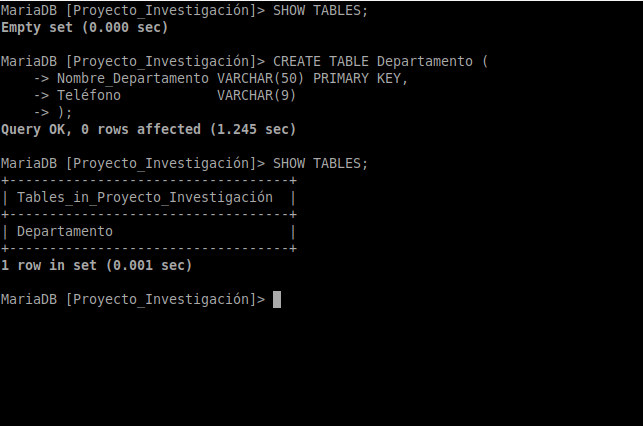 MariaDB [Proyecto_Investigación]> SHOW TABLES;
Empty set (0.000 sec)
MariaDB [Proyecto_Investigación]> CREATE TABLE Departamento (
    -> Nombre_Departamento VARCHAR(50) PRIMARY KEY,
    -> Teléfono            VARCHAR(9)
    -> );
Query OK, 0 rows affected (1.245 sec)
MariaDB [Proyecto_Investigación]> SHOW TABLES;
+-----------------------------------+
| Tables_in_Proyecto_Investigación  |
+-----------------------------------+
| Departamento                      |
+-----------------------------------+
1 row in set (0.001 sec)
MariaDB [Proyecto_Investigación]>